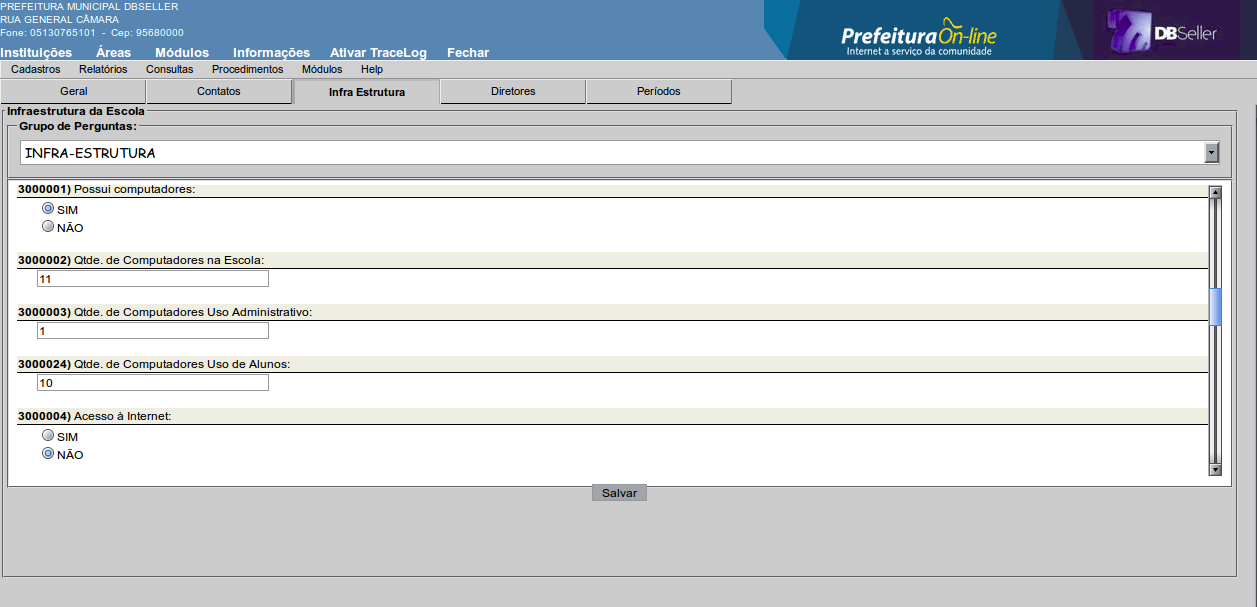 PREFEITURA MUNICIPAL DBSELLER
RUA GENERAL CÂMARA
Fone: 05130765101 - Cep: 95680000
Prefeitura On-line
Internet a serviço da comunidade
DBSeller
Instituições Áreas Módulos Informações Ativar TraceLog Fechar
Cadastros Relatórios Consultas Procedimentos Módulos Help
Geral Contatos Infra Estrutura Diretores Períodos
Infraestrutura da Escola
Grupo de Perguntas:
INFRA-ESTRUTURA
3000001) Possui computadores:
SIM
NÃO
3000002) Qtde. de Computadores na Escola:
11
3000003) Qtde. de Computadores Uso Administrativo:
1
3000024) Qtde. de Computadores Uso de Alunos:
10
3000004) Acesso à Internet:
SIM
NÃO
Salvar